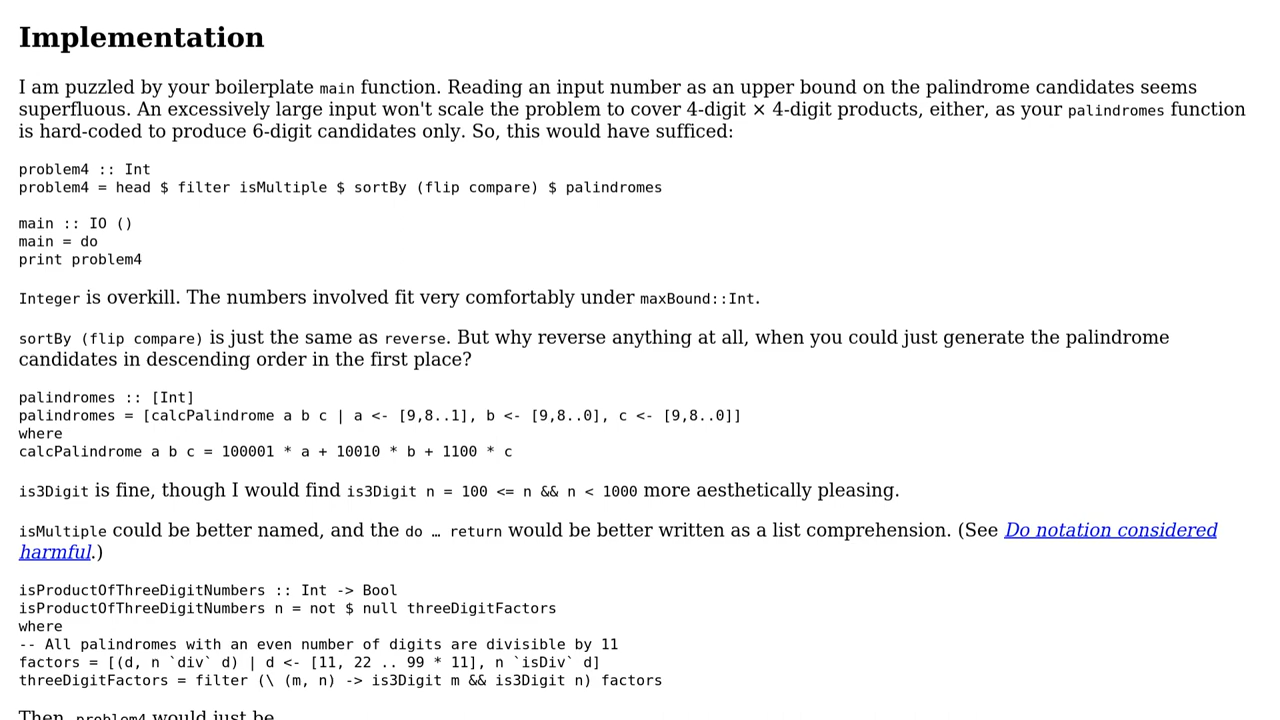 Implementation
I am puzzled by your boilerplate main function. Reading an input number as an upper bound on the palindrome candidates seems
superfluous. An excessively large input won't scale the problem to cover 4-digit × 4-digit products, either, as your palindromes function
is hard-coded to produce 6-digit candidates only. So, this would have sufficed:
problem4 :: Int
problem4 = head $ filter isMultiple $ sortBy (flip compare) $ palindromes
main :: IO ()
main = do
print problem4
Integer is overkill. The numbers involved fit very comfortably under maxBound::Int.
sortBy (flip compare) is just the same as reverse. But why reverse anything at all, when you could just generate the palindrome
candidates in descending order in the first place?
palindromes :: [Int]
palindromes = [calcPalindrome a b c | a <- [9,8..1], b <- [9,8..0], c <- [9,8..0]]
where
calcPalindrome a b c = 100001 * a + 10010 * b + 1100 * c
is3Digit is fine, though I would find is3Digit n = 100 <= n && n < 1000 more aesthetically pleasing.
isMultiple could be better named, and the do … return would be better written as a list comprehension. (See Do notation considered
harmful.)
isProductOfThreeDigitNumbers :: Int -> Bool
isProductOfThreeDigitNumbers n = not $ null threeDigitFactors
where
-- All palindromes with an even number of digits are divisible by 11
factors = [(d, n `div` d) | d <- [11, 22 .. 99 * 11], n `isDiv` d]
threeDigitFactors = filter (\ (m, n) -> is3Digit m && is3Digit n) factors
Then, problem4 would just be